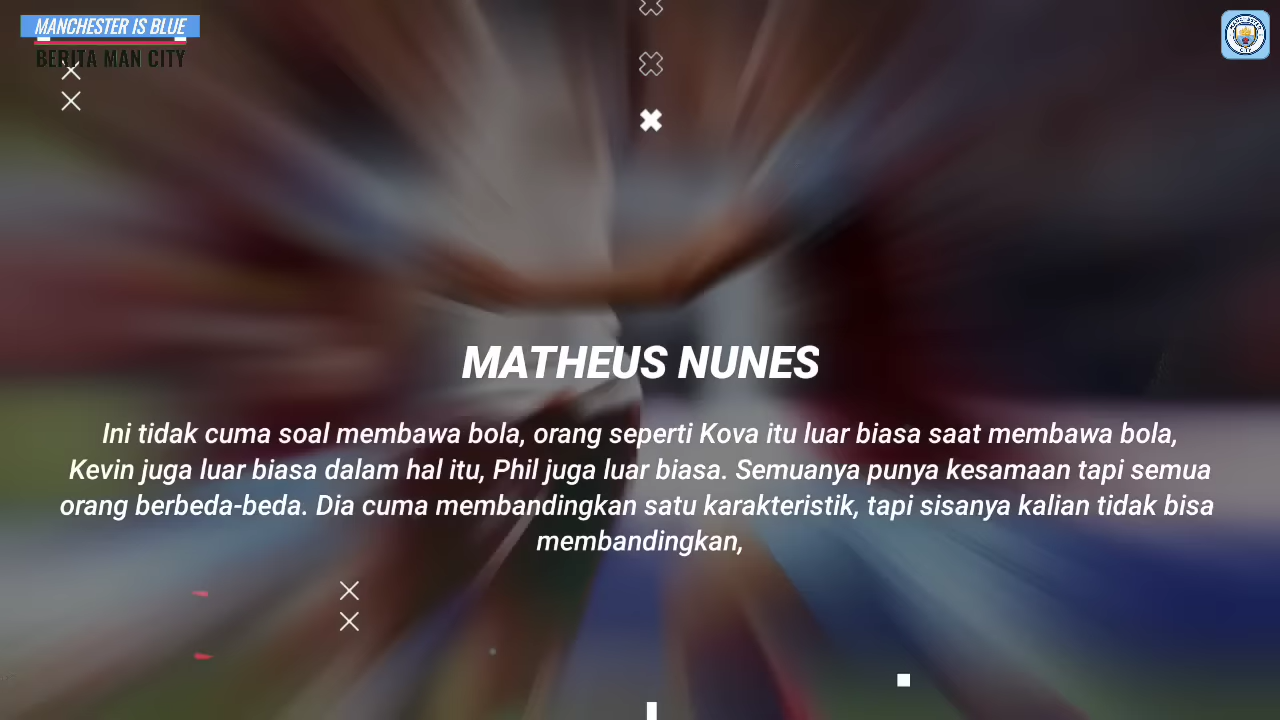 MANCHESTER IS BLUE
BERITA MAN CITY
MATHEUS NUNES
Ini tidak cuma soal membawa bola, orang seperti Kova itu luar biasa saat membawa bola,
Kevin juga luar biasa dalam hal itu, Phil juga luar biasa. Semuanya punya kesamaan tapi semua
orang berbeda-beda. Dia cuma membandingkan satu karakteristik, tapi sisanya kalian tidak bisa
membandingkan,